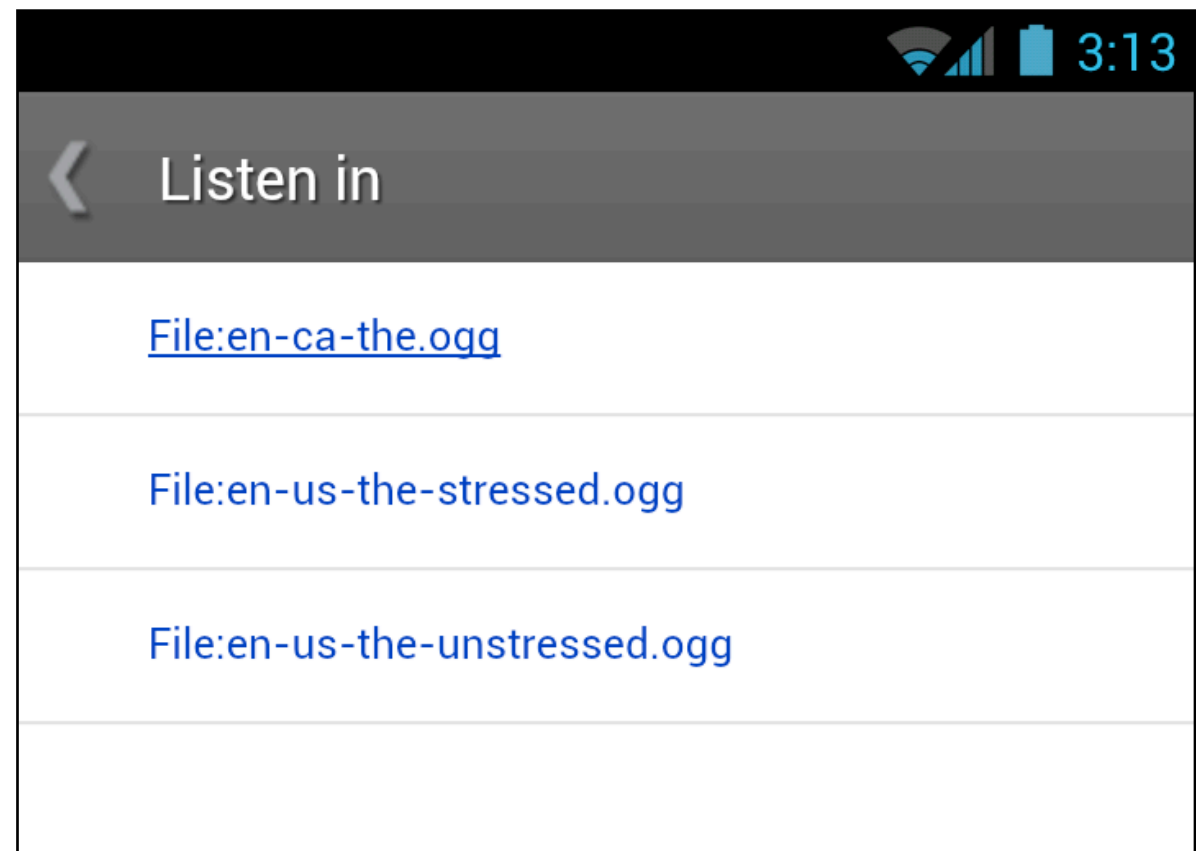 3:13
Listen in
File:en-ca-the.ogg
File:en-us-the-stressed.ogg
File:en-us-the-unstressed.ogg